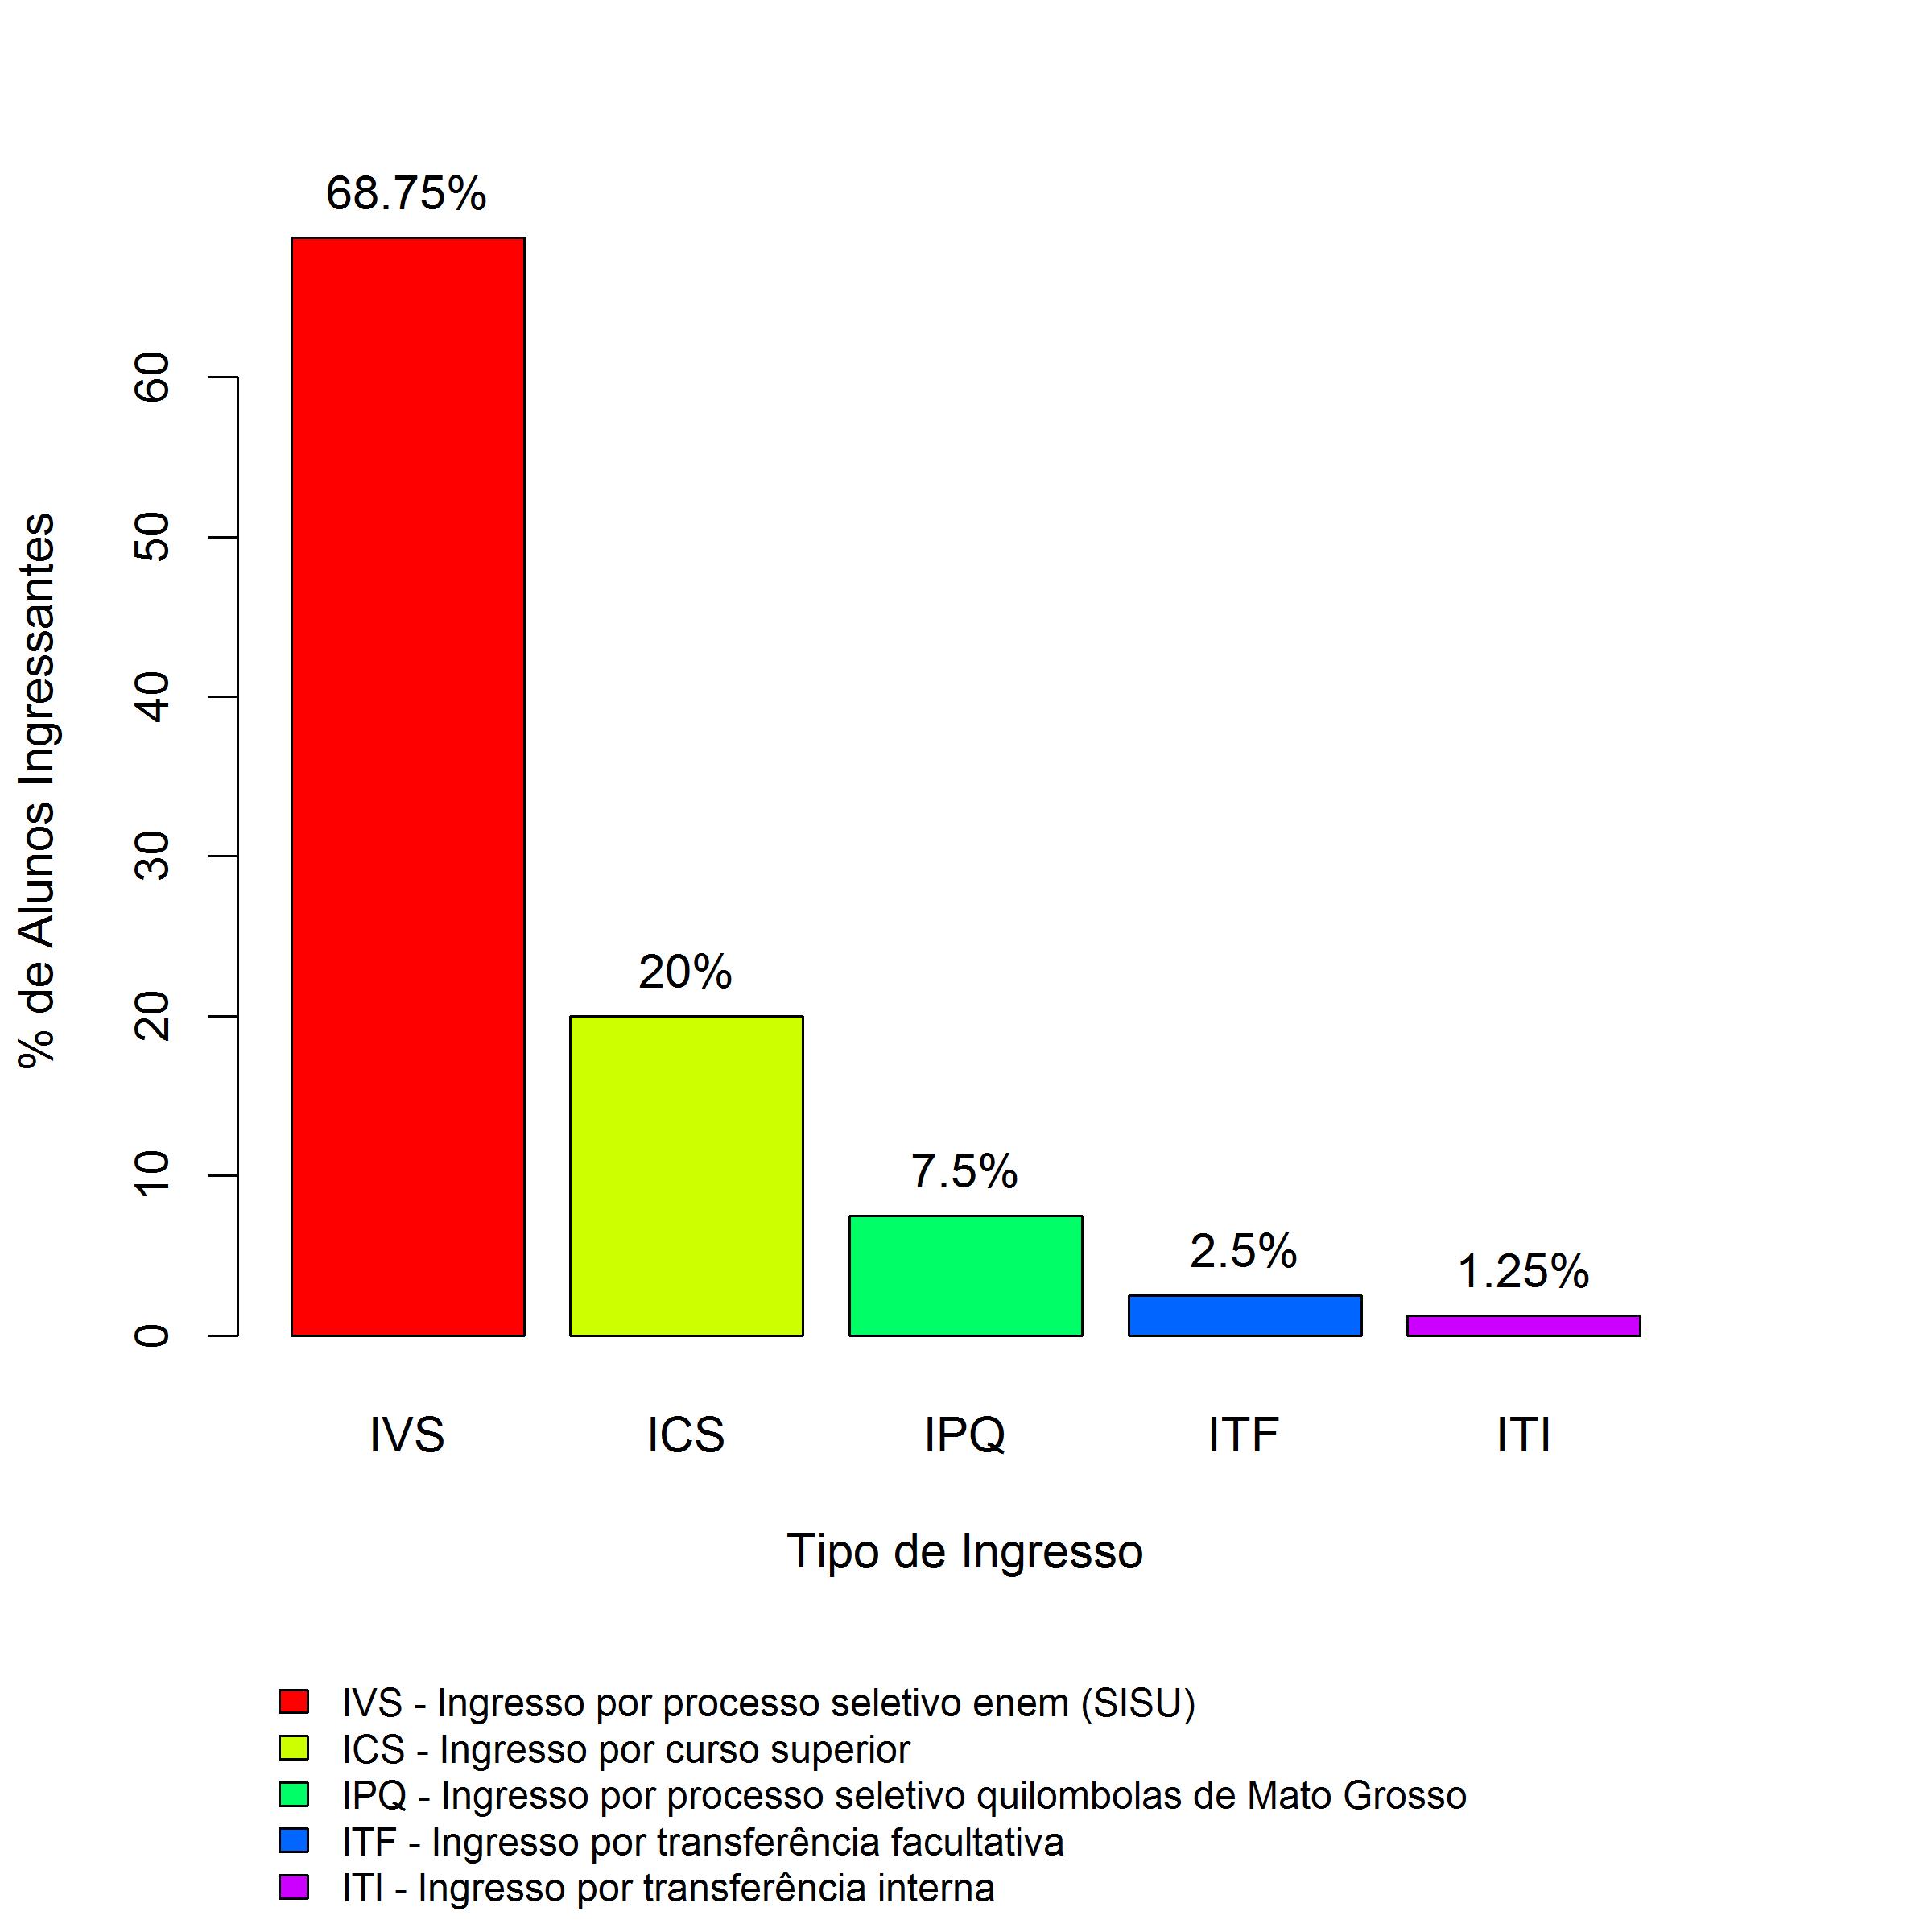 68.75%
20%
7.5%
2.5%
1.25%
60
50
40
30
20
10
0
% de Alunos Ingressantes
IVS
ICS
IPQ
ITF
ITI
Tipo de Ingresso
IVS - Ingresso por processo seletivo enem (SISU)
ICS - Ingresso por curso superior
IPQ - Ingresso por processo seletivo quilombolas de Mato Grosso
ITF - Ingresso por transferência facultativa
ITI - Ingresso por transferência interna